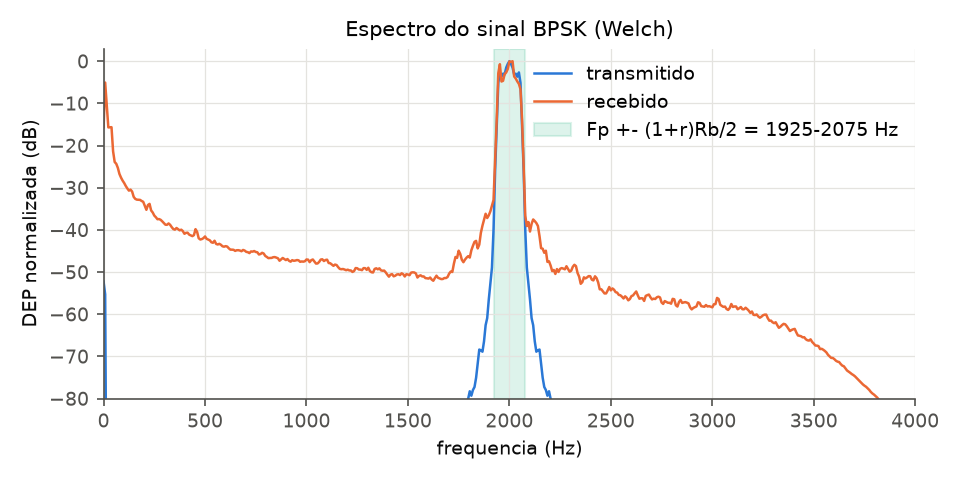 Espectro do sinal BPSK (Welch)
transmitido
recebido
Fp +- (1+r)Rb/2 = 1925-2075 Hz
DEP normalizada (dB)
0
−10
−20
−30
−40
−50
−60
−70
−80
0 500 1000 1500 2000 2500 3000 3500 4000
frequencia (Hz)